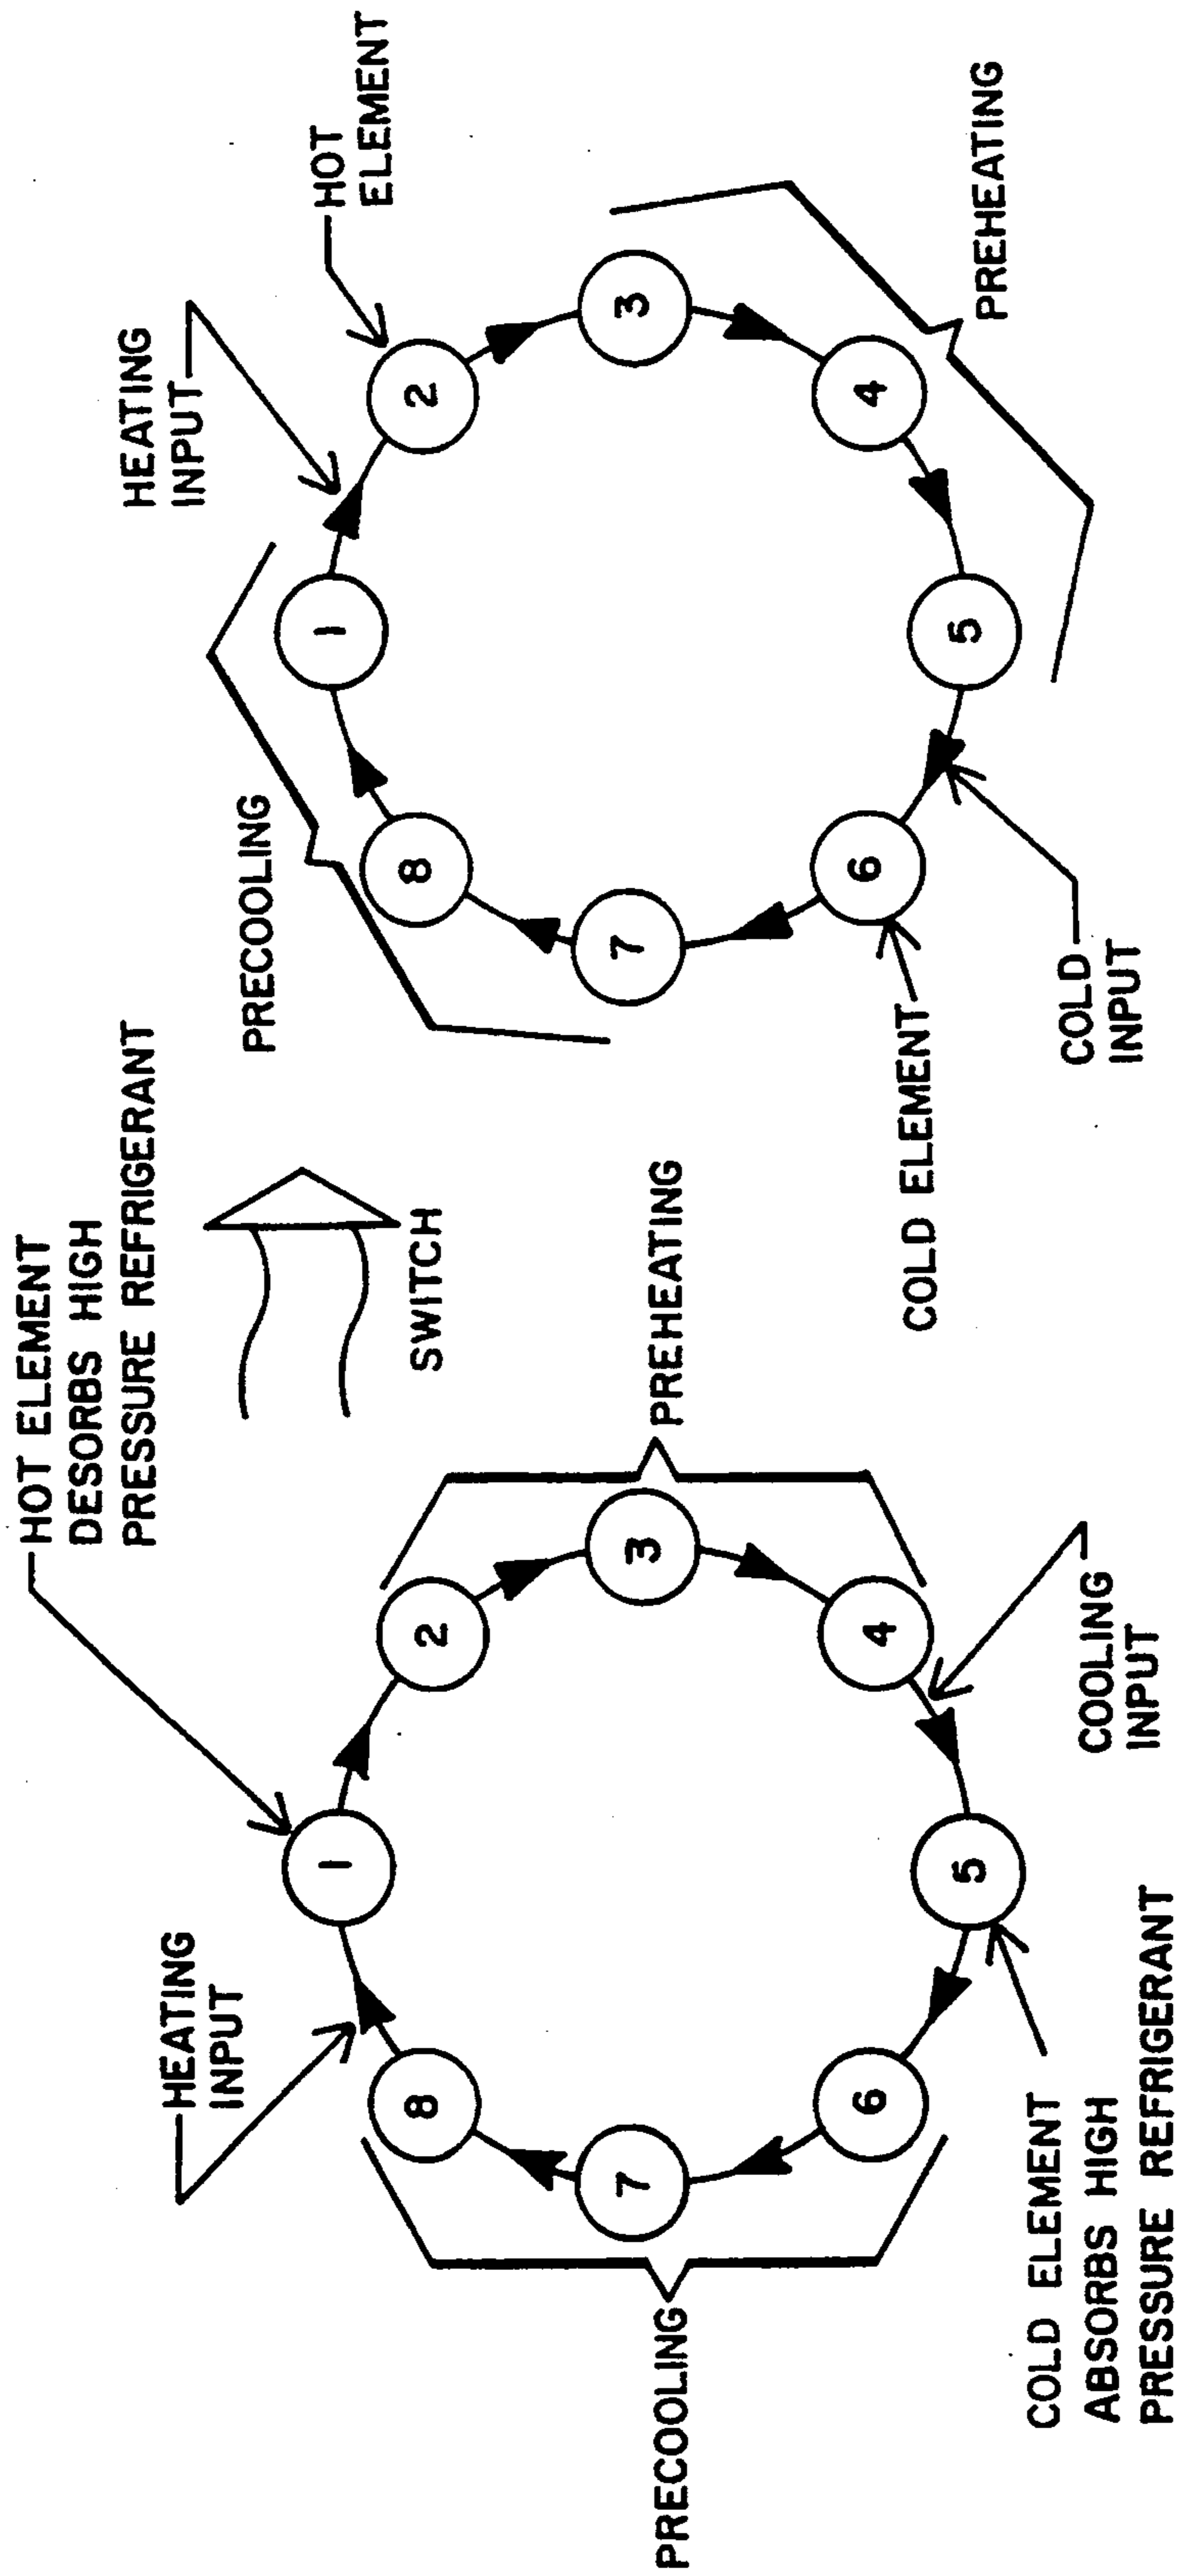 HOT ELEMENT
DESORBS HIGH
PRESSURE REFRIGERANT
HEATING
INPUT
1
2
3
4
5
6
7
8
PREHEATING
PRECOOLING
COOLING
INPUT
COLD ELEMENT
ABSORBS HIGH
PRESSURE REFRIGERANT
SWITCH
HEATING
INPUT
HOT
ELEMENT
PRECOOLING
1
2
3
4
5
6
7
8
PREHEATING
COLD ELEMENT
COLD
INPUT